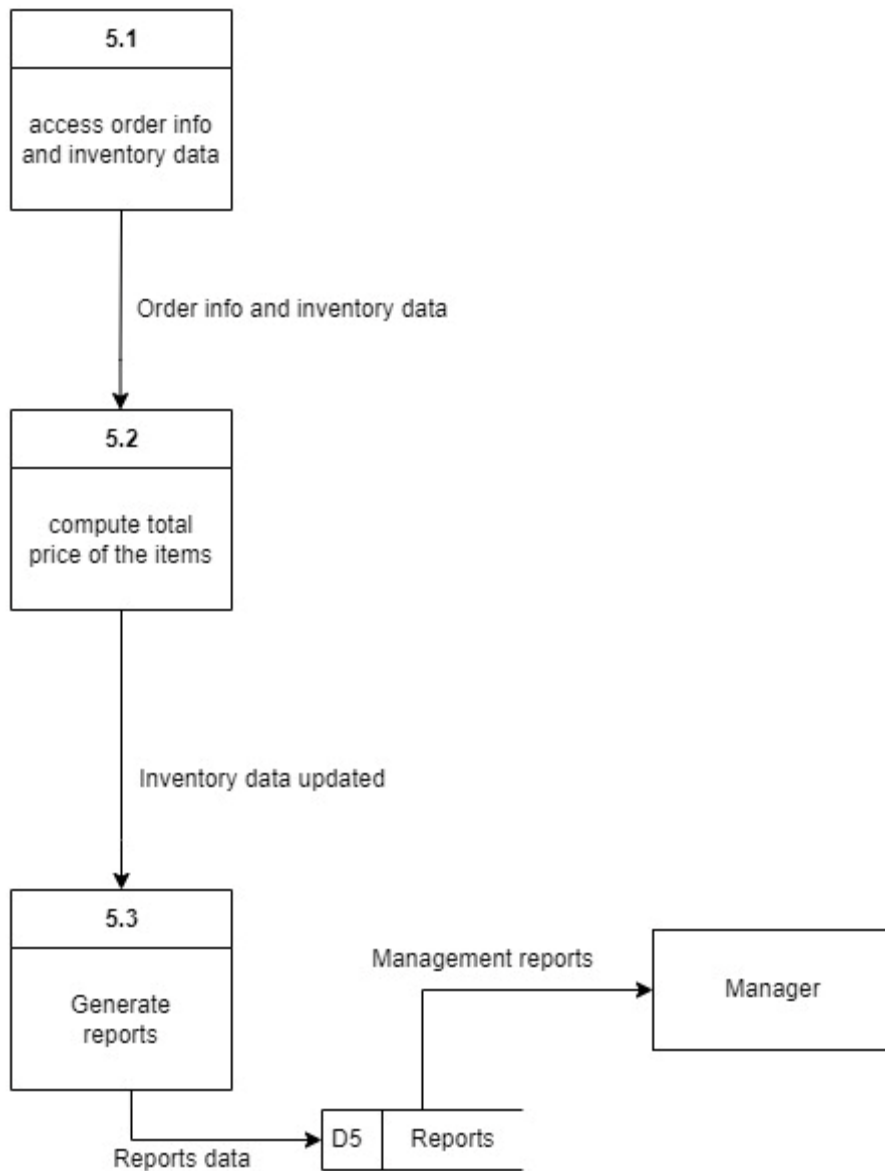 5.1
access order info
and inventory data
Order info and inventory data
5.2
compute total
price of the items
Inventory data updated
5.3
Generate
reports
Management reports
Manager
D5
Reports
Reports data